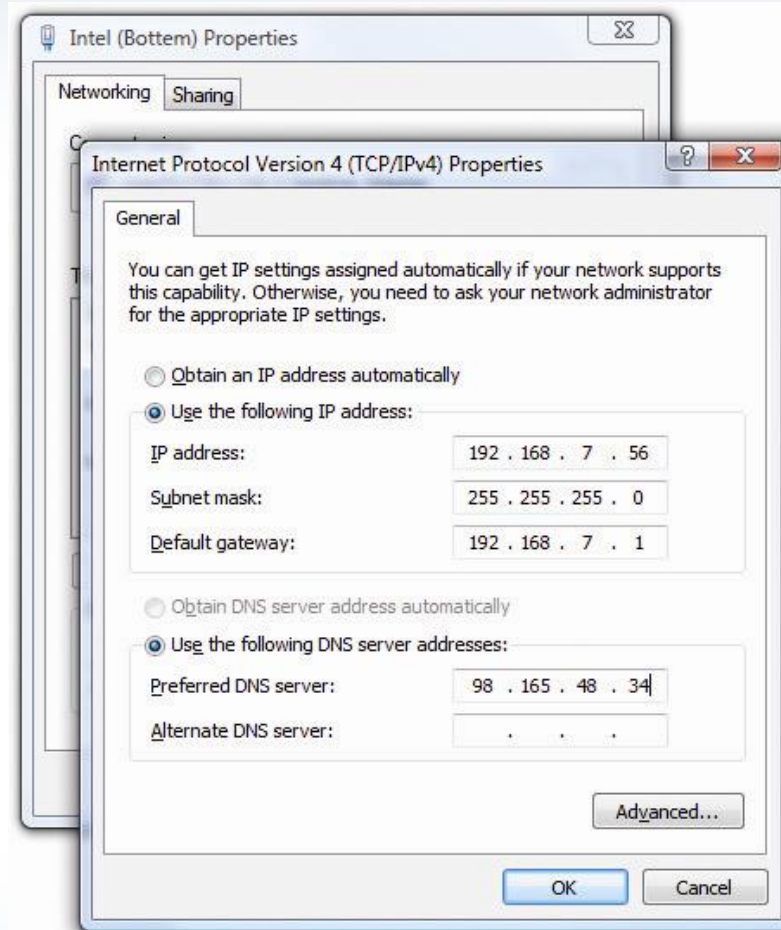 Intel (Bottem) Properties
Networking
Sharing
Internet Protocol Version 4 (TCP/IPv4) Properties
General
You can get IP settings assigned automatically if your network supports
this capability. Otherwise, you need to ask your network administrator
for the appropriate IP settings.
Obtain an IP address automatically
Use the following IP address:
IP address: 192 . 168 . 7 . 56
Subnet mask: 255 . 255 . 255 . 0
Default gateway: 192 . 168 . 7 . 1
Obtain DNS server address automatically
Use the following DNS server addresses:
Preferred DNS server: 98 . 165 . 48 . 34
Alternate DNS server: . . .
Advanced...
OK
Cancel